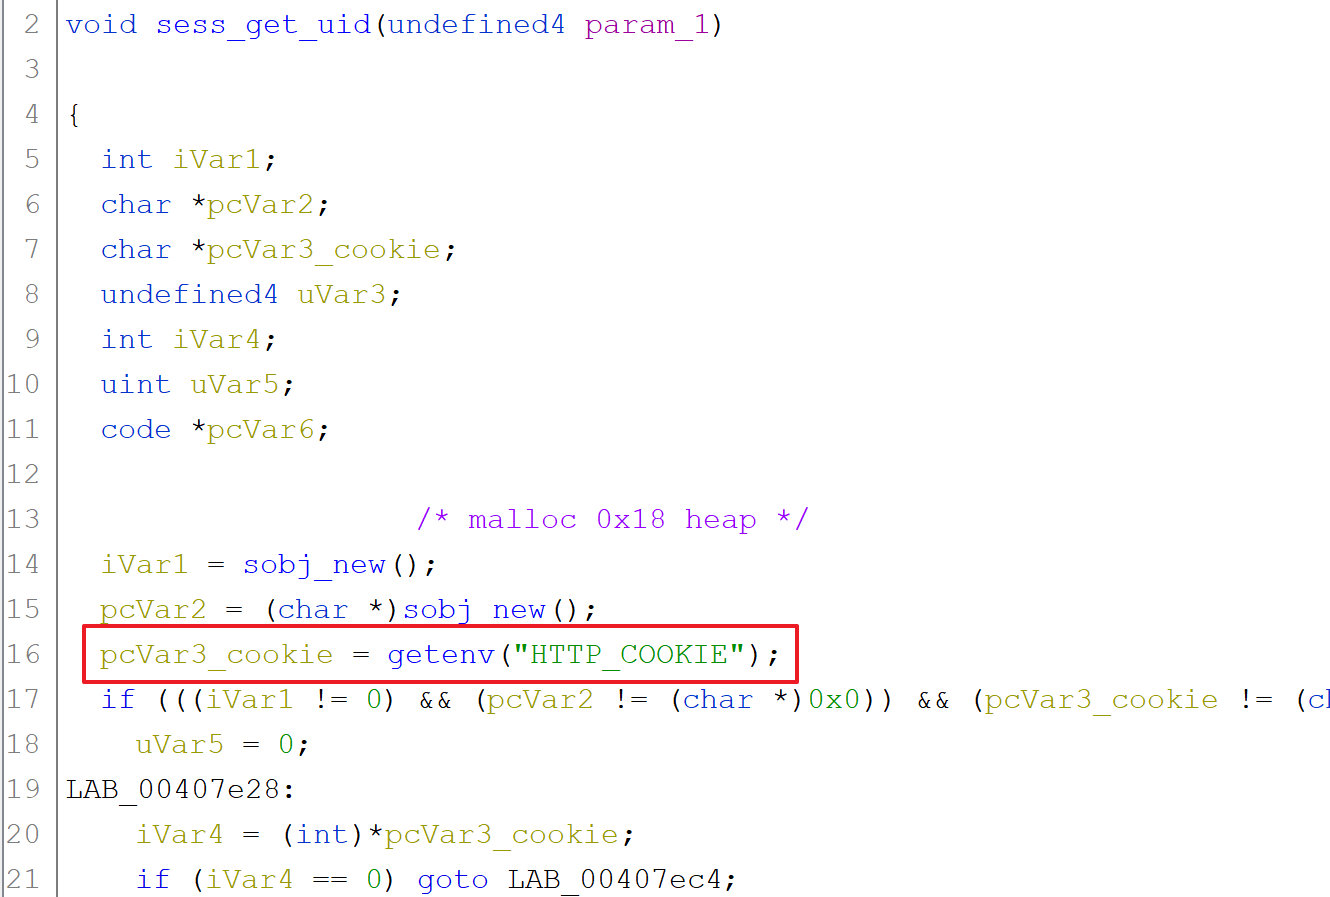 2 void sess_get_uid(undefined4 param_1)
3
4 {
5 int iVar1;
6 char *pcVar2;
7 char *pcVar3_cookie;
8 undefined4 uVar3;
9 int iVar4;
10 uint uVar5;
11 code *pcVar6;
12
13 /* malloc 0x18 heap */
14 iVar1 = sobj_new();
15 pcVar2 = (char *)sobj_new();
16 pcVar3_cookie = getenv("HTTP_COOKIE");
17 if (((iVar1 != 0) && (pcVar2 != (char *)0x0)) && (pcVar3_cookie != (
18 uVar5 = 0;
19 LAB_00407e28:
20 iVar4 = (int)*pcVar3_cookie;
21 if (iVar4 == 0) goto LAB_00407ec4;